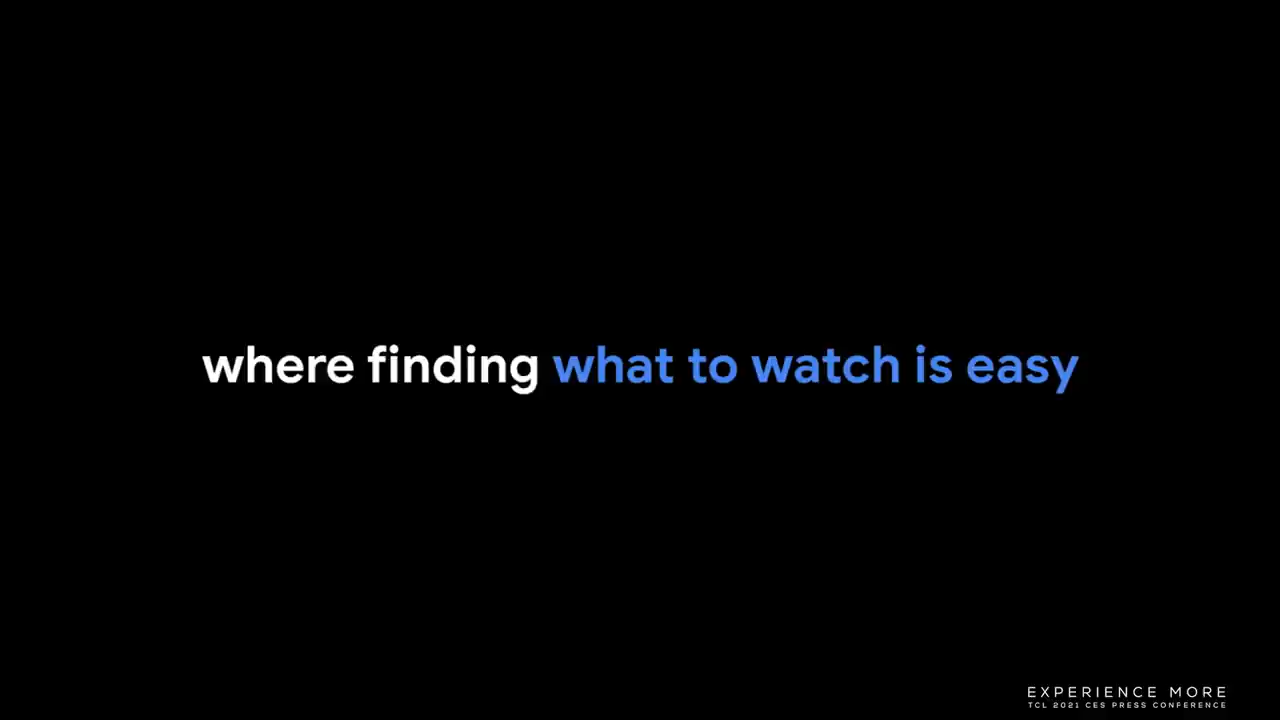 where finding what to watch is easy
EXPERIENCE MORE
TCL 2021 CES PRESS CONFERENCE